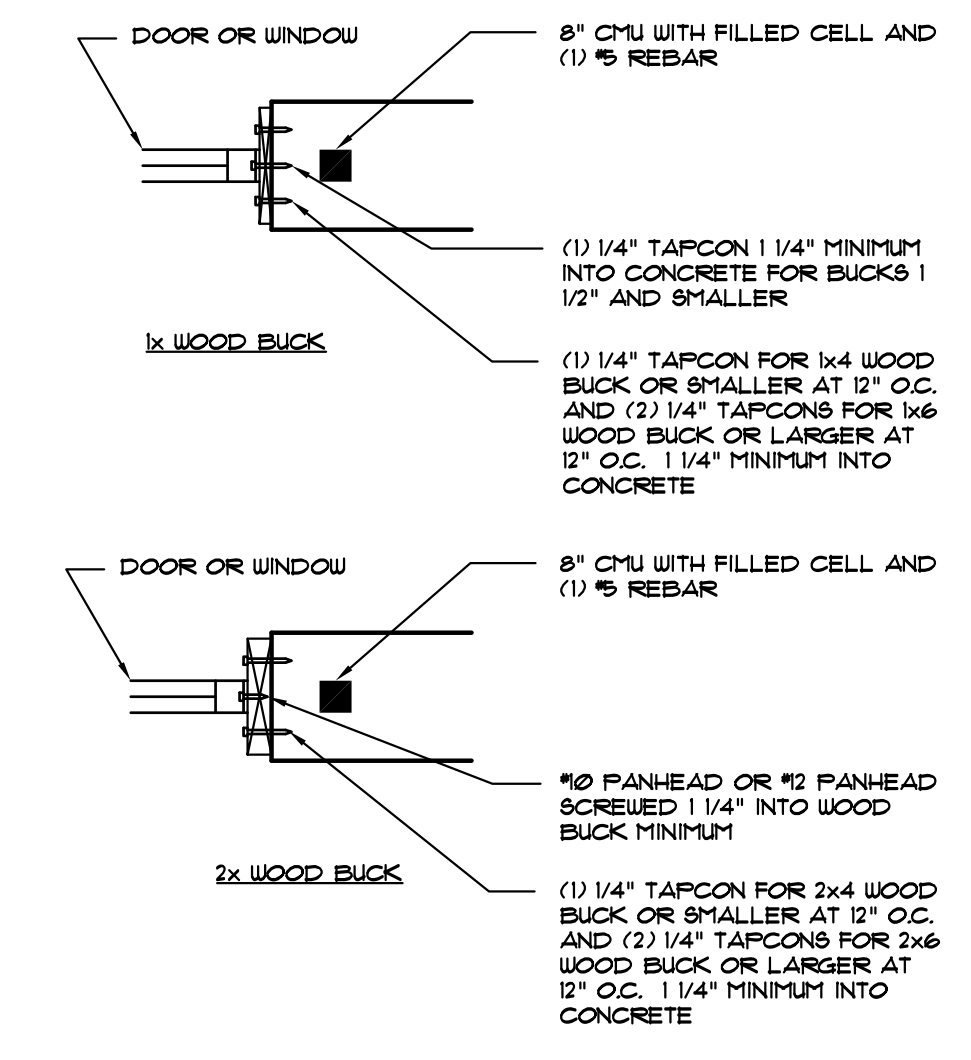 DOOR OR WINDOW
8" CMU WITH FILLED CELL AND
(1) #5 REBAR
(1) 1/4" TAPCON 1 1/4" MINIMUM
INTO CONCRETE FOR BUCKS 1
1/2" AND SMALLER
1x WOOD BUCK
(1) 1/4" TAPCON FOR 1x4 WOOD
BUCK OR SMALLER AT 12" O.C.
AND (2) 1/4" TAPCONS FOR 1x6
WOOD BUCK OR LARGER AT
12" O.C. 1 1/4" MINIMUM INTO
CONCRETE
DOOR OR WINDOW
8" CMU WITH FILLED CELL AND
(1) #5 REBAR
#10 PANHEAD OR #12 PANHEAD
SCREWED 1 1/4" INTO WOOD
BUCK MINIMUM
2x WOOD BUCK
(1) 1/4" TAPCON FOR 2x4 WOOD
BUCK OR SMALLER AT 12" O.C.
AND (2) 1/4" TAPCONS FOR 2x6
WOOD BUCK OR LARGER AT
12" O.C. 1 1/4" MINIMUM INTO
CONCRETE